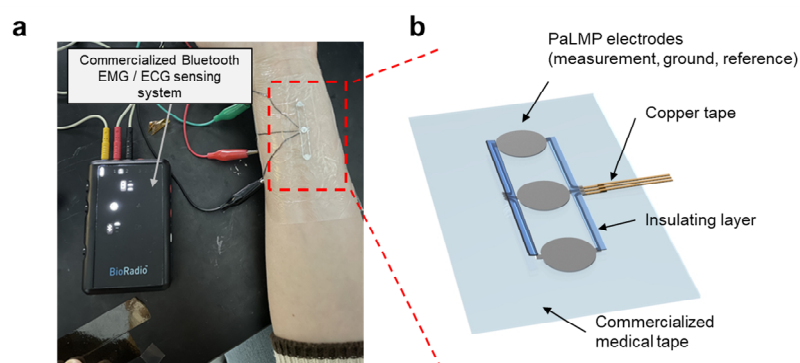 a
Commercialized Bluetooth
EMG / ECG sensing
system
BioRadio
b
PaLMP electrodes
(measurement, ground, reference)
Copper tape
Insulating layer
Commercialized
medical tape